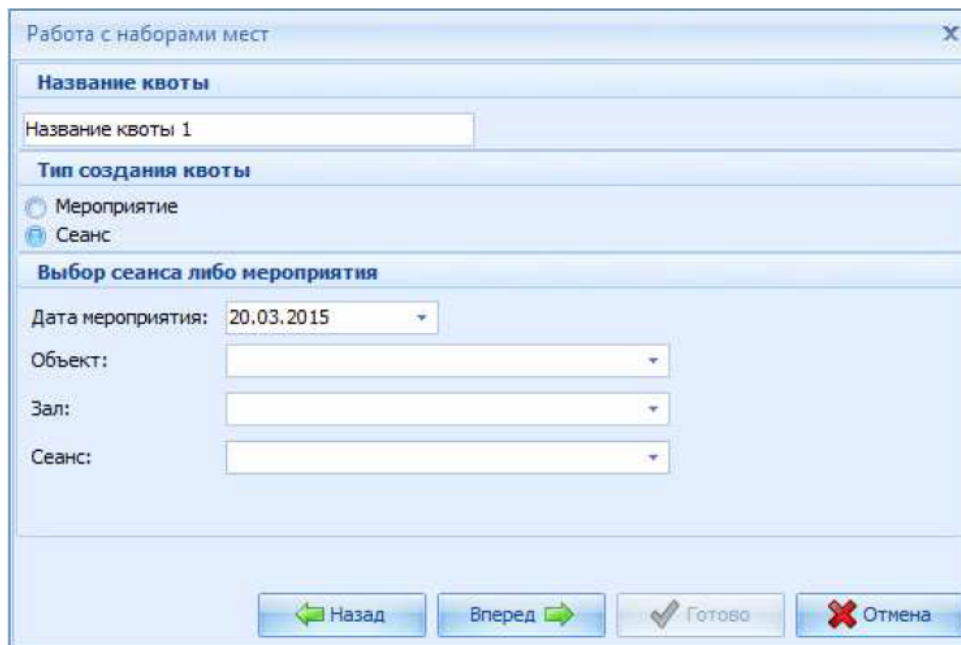 Работа с наборами мест
Название квоты
Название квоты 1
Тип создания квоты
Мероприятие
Сеанс
Выбор сеанса либо мероприятия
Дата мероприятия: 20.03.2015
Объект:
Зал:
Сеанс:
Назад Вперед Готово Отмена